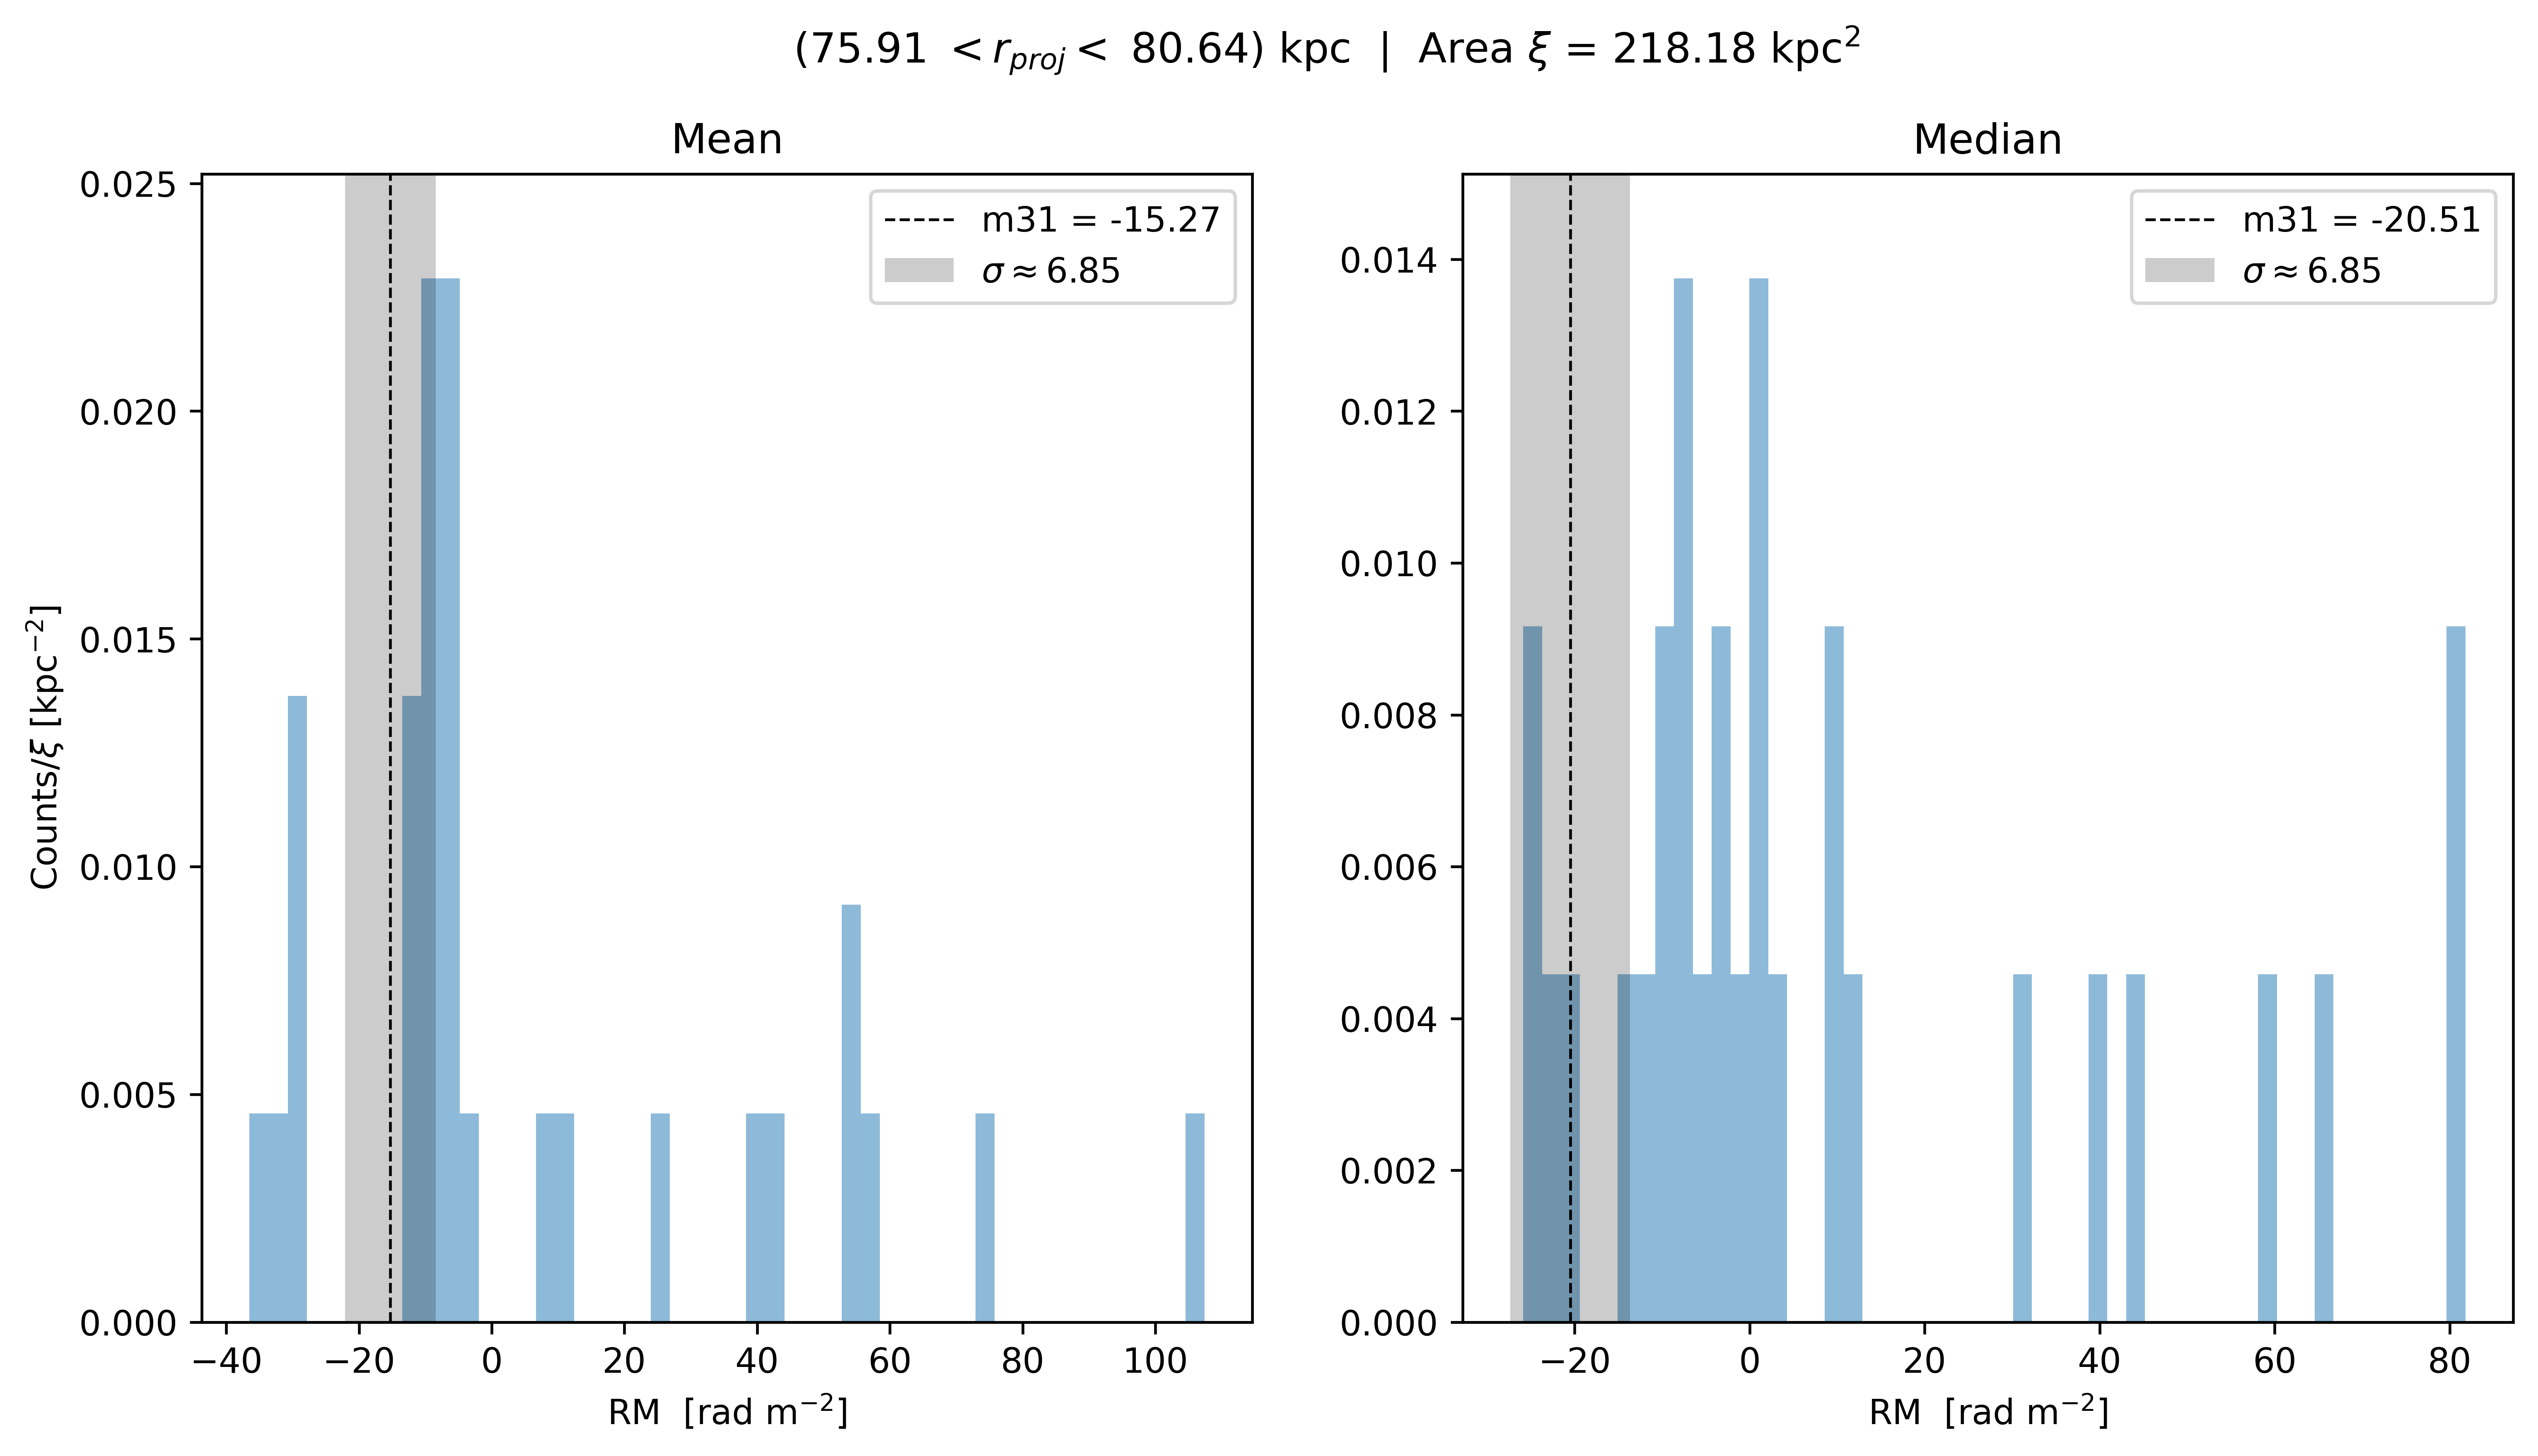 (75.91 < r_proj < 80.64) kpc | Area ξ = 218.18 kpc²
Mean
m31 = -15.27
σ ≈ 6.85
0.025
0.020
0.015
0.010
0.005
0.000
Counts/ξ [kpc⁻²]
−40 −20 0 20 40 60 80 100
RM [rad m⁻²]
Median
m31 = -20.51
σ ≈ 6.85
0.014
0.012
0.010
0.008
0.006
0.004
0.002
0.000
−20 0 20 40 60 80
RM [rad m⁻²]